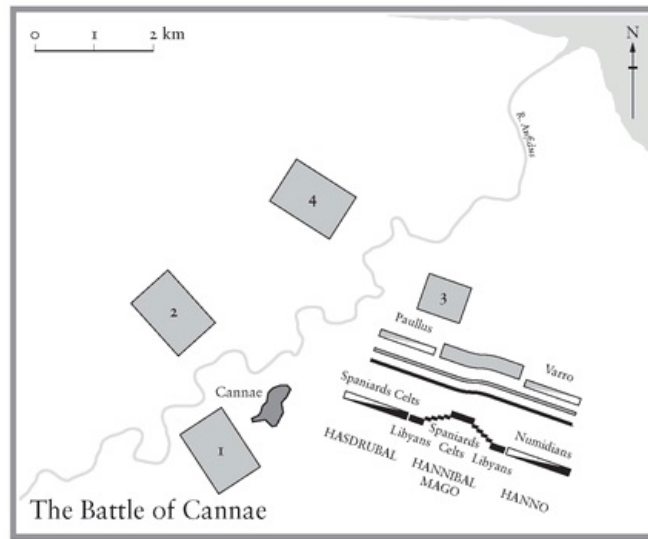 0 1 2 km
N
R. Aufidus
4
2
3
Paullus
Varro
Cannae
Spaniards Celts
Libyans
Spaniards
Celts
Libyans
Numidians
1
HASDRUBAL
HANNIBAL
MAGO
HANNO
The Battle of Cannae